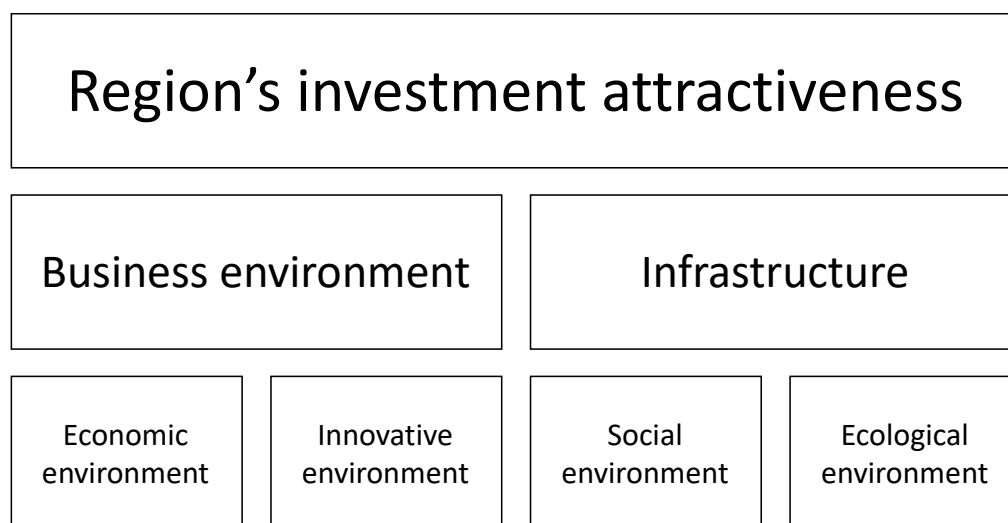 Region’s investment attractiveness
Business environment
Infrastructure
Economic
environment
Innovative
environment
Social
environment
Ecological
environment